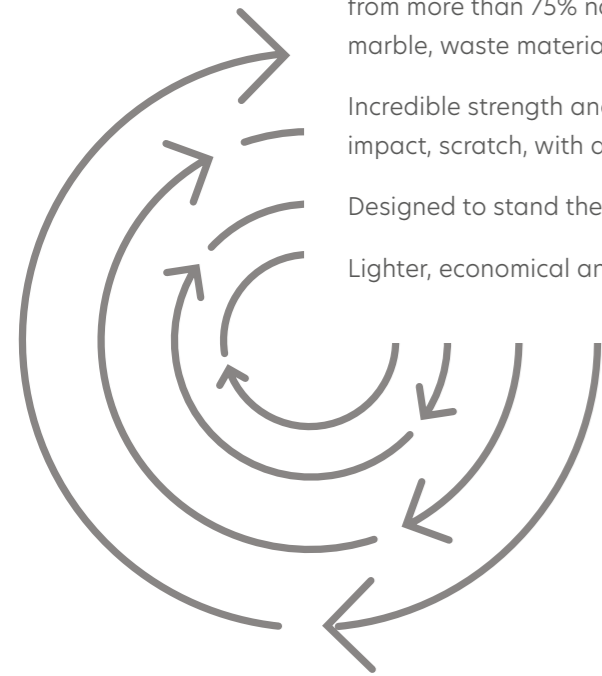 from more than 75%
marble, waste
Incredible strength
impact, scratch, with
Designed to stand the
Lighter, economical